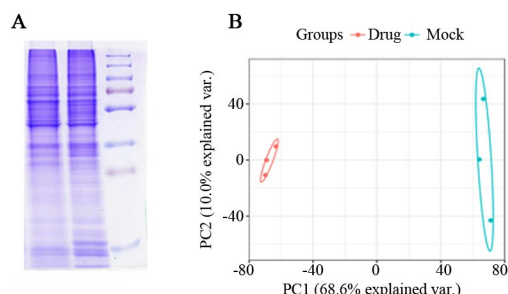 A
B
Groups Drug Mock
PC2 (10.0% explained var.)
40
0
-40
-80 -40 0 40 80
PC1 (68.6% explained var.)